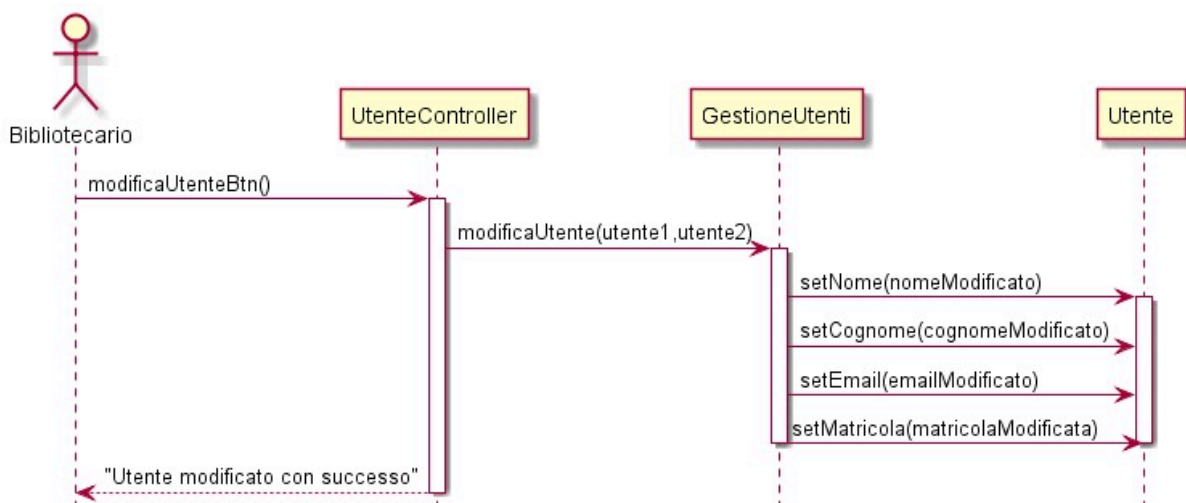 Bibliotecario
UtenteController
GestioneUtenti
Utente
modificaUtenteBtn()
modificaUtente(utente1,utente2)
setNome(nomeModificato)
setCognome(cognomeModificato)
setEmail(emailModificato)
setMatricola(matricolaModificata)
"Utente modificato con successo"